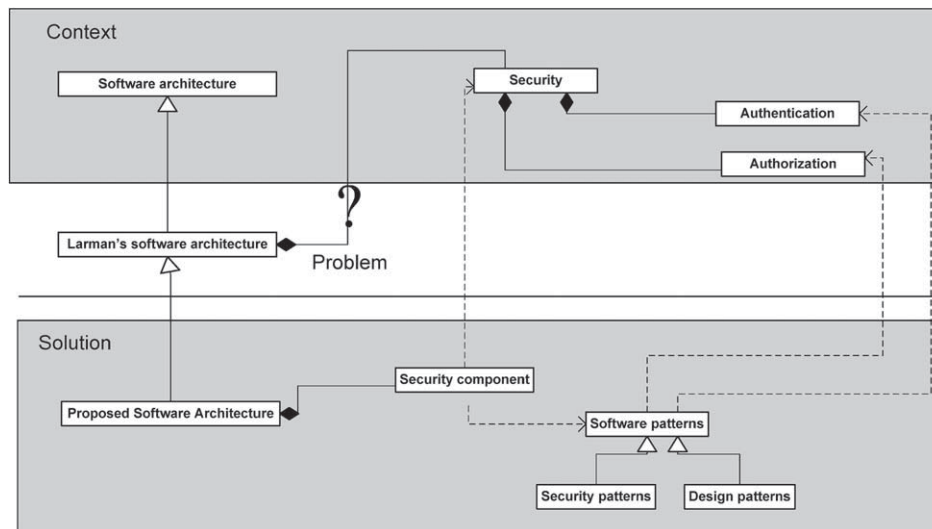 Context
Software architecture
Security
Authentication
Authorization
?
Larman's software architecture
Problem
Solution
Security component
Proposed Software Architecture
Software patterns
Security patterns
Design patterns